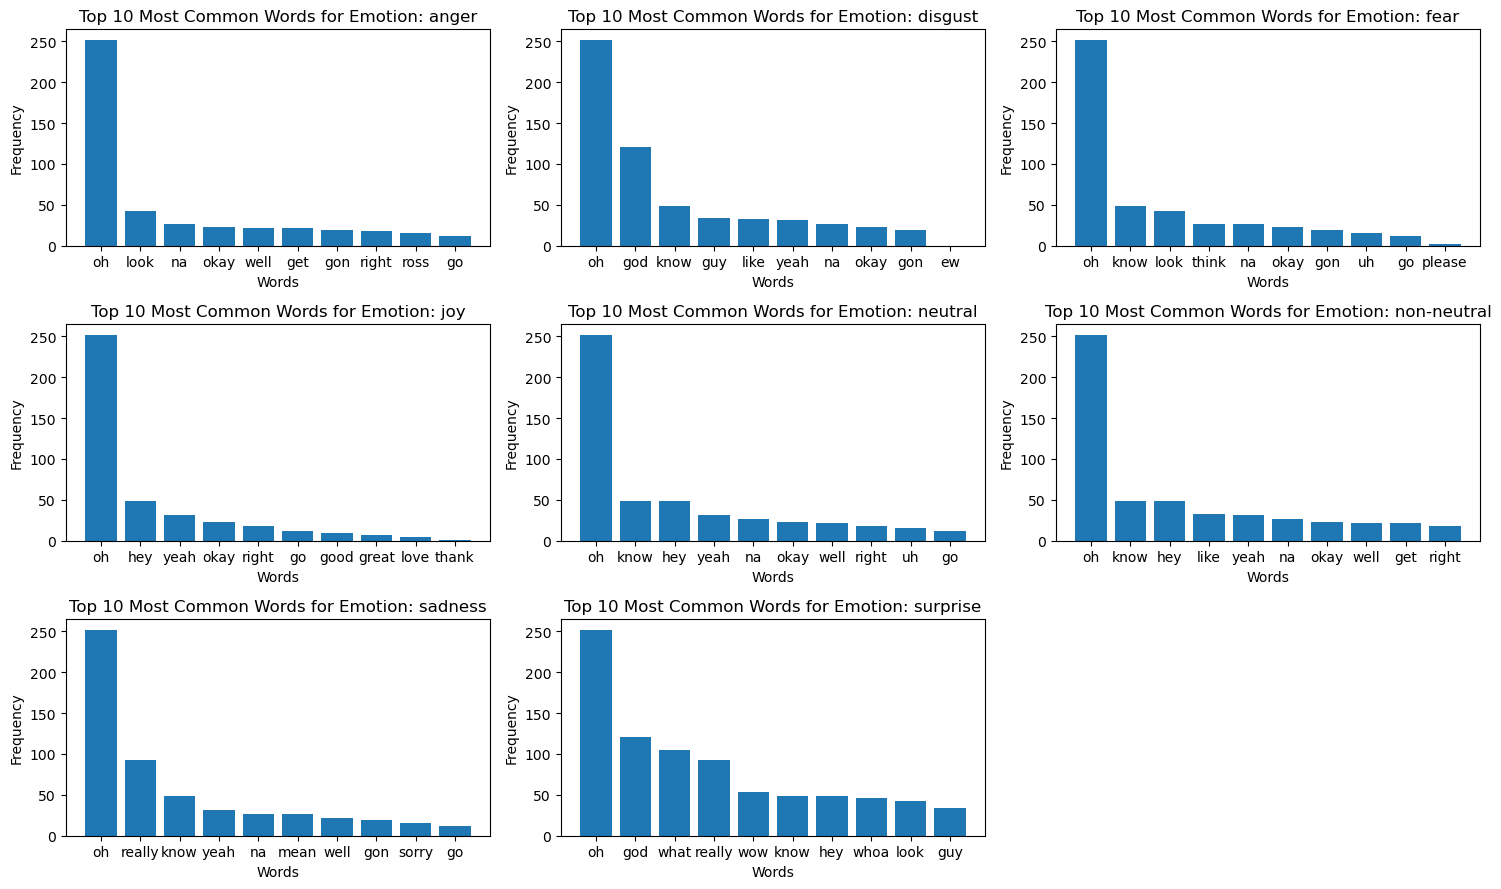 Top 10 Most Common Words for Emotion: anger
Frequency
250
200
150
100
50
0
oh look na okay well get gon right ross go
Words
Top 10 Most Common Words for Emotion: disgust
Frequency
250
200
150
100
50
0
oh god know guy like yeah na okay gon ew
Words
Top 10 Most Common Words for Emotion: fear
Frequency
250
200
150
100
50
0
oh know look think na okay gon uh go please
Words
Top 10 Most Common Words for Emotion: joy
Frequency
250
200
150
100
50
0
oh hey yeah okay right go good great love thank
Words
Top 10 Most Common Words for Emotion: neutral
Frequency
250
200
150
100
50
0
oh know hey yeah na okay well right uh go
Words
Top 10 Most Common Words for Emotion: non-neutral
Frequency
250
200
150
100
50
0
oh know hey like yeah na okay well get right
Words
Top 10 Most Common Words for Emotion: sadness
Frequency
250
200
150
100
50
0
oh really know yeah na mean well gon sorry go
Words
Top 10 Most Common Words for Emotion: surprise
Frequency
250
200
150
100
50
0
oh god what really wow know hey whoa look guy
Words